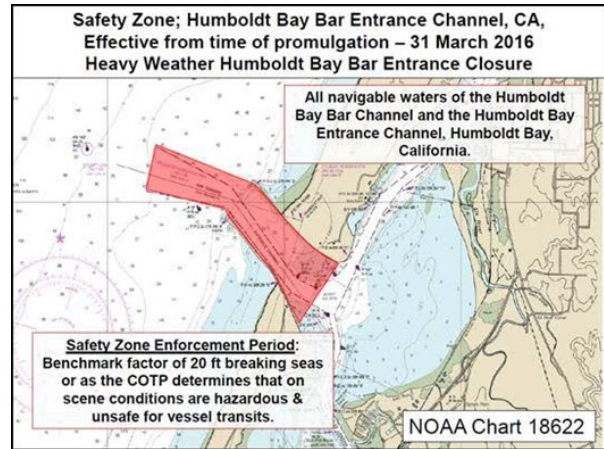 Safety Zone; Humboldt Bay Bar Entrance Channel, CA,
Effective from time of promulgation – 31 March 2016
Heavy Weather Humboldt Bay Bar Entrance Closure
All navigable waters of the Humboldt
Bay Bar Channel and the Humboldt Bay
Entrance Channel, Humboldt Bay,
California.
Safety Zone Enforcement Period:
Benchmark factor of 20 ft breaking seas
or as the COTP determines that on
scene conditions are hazardous &
unsafe for vessel transits.
NOAA Chart 18622